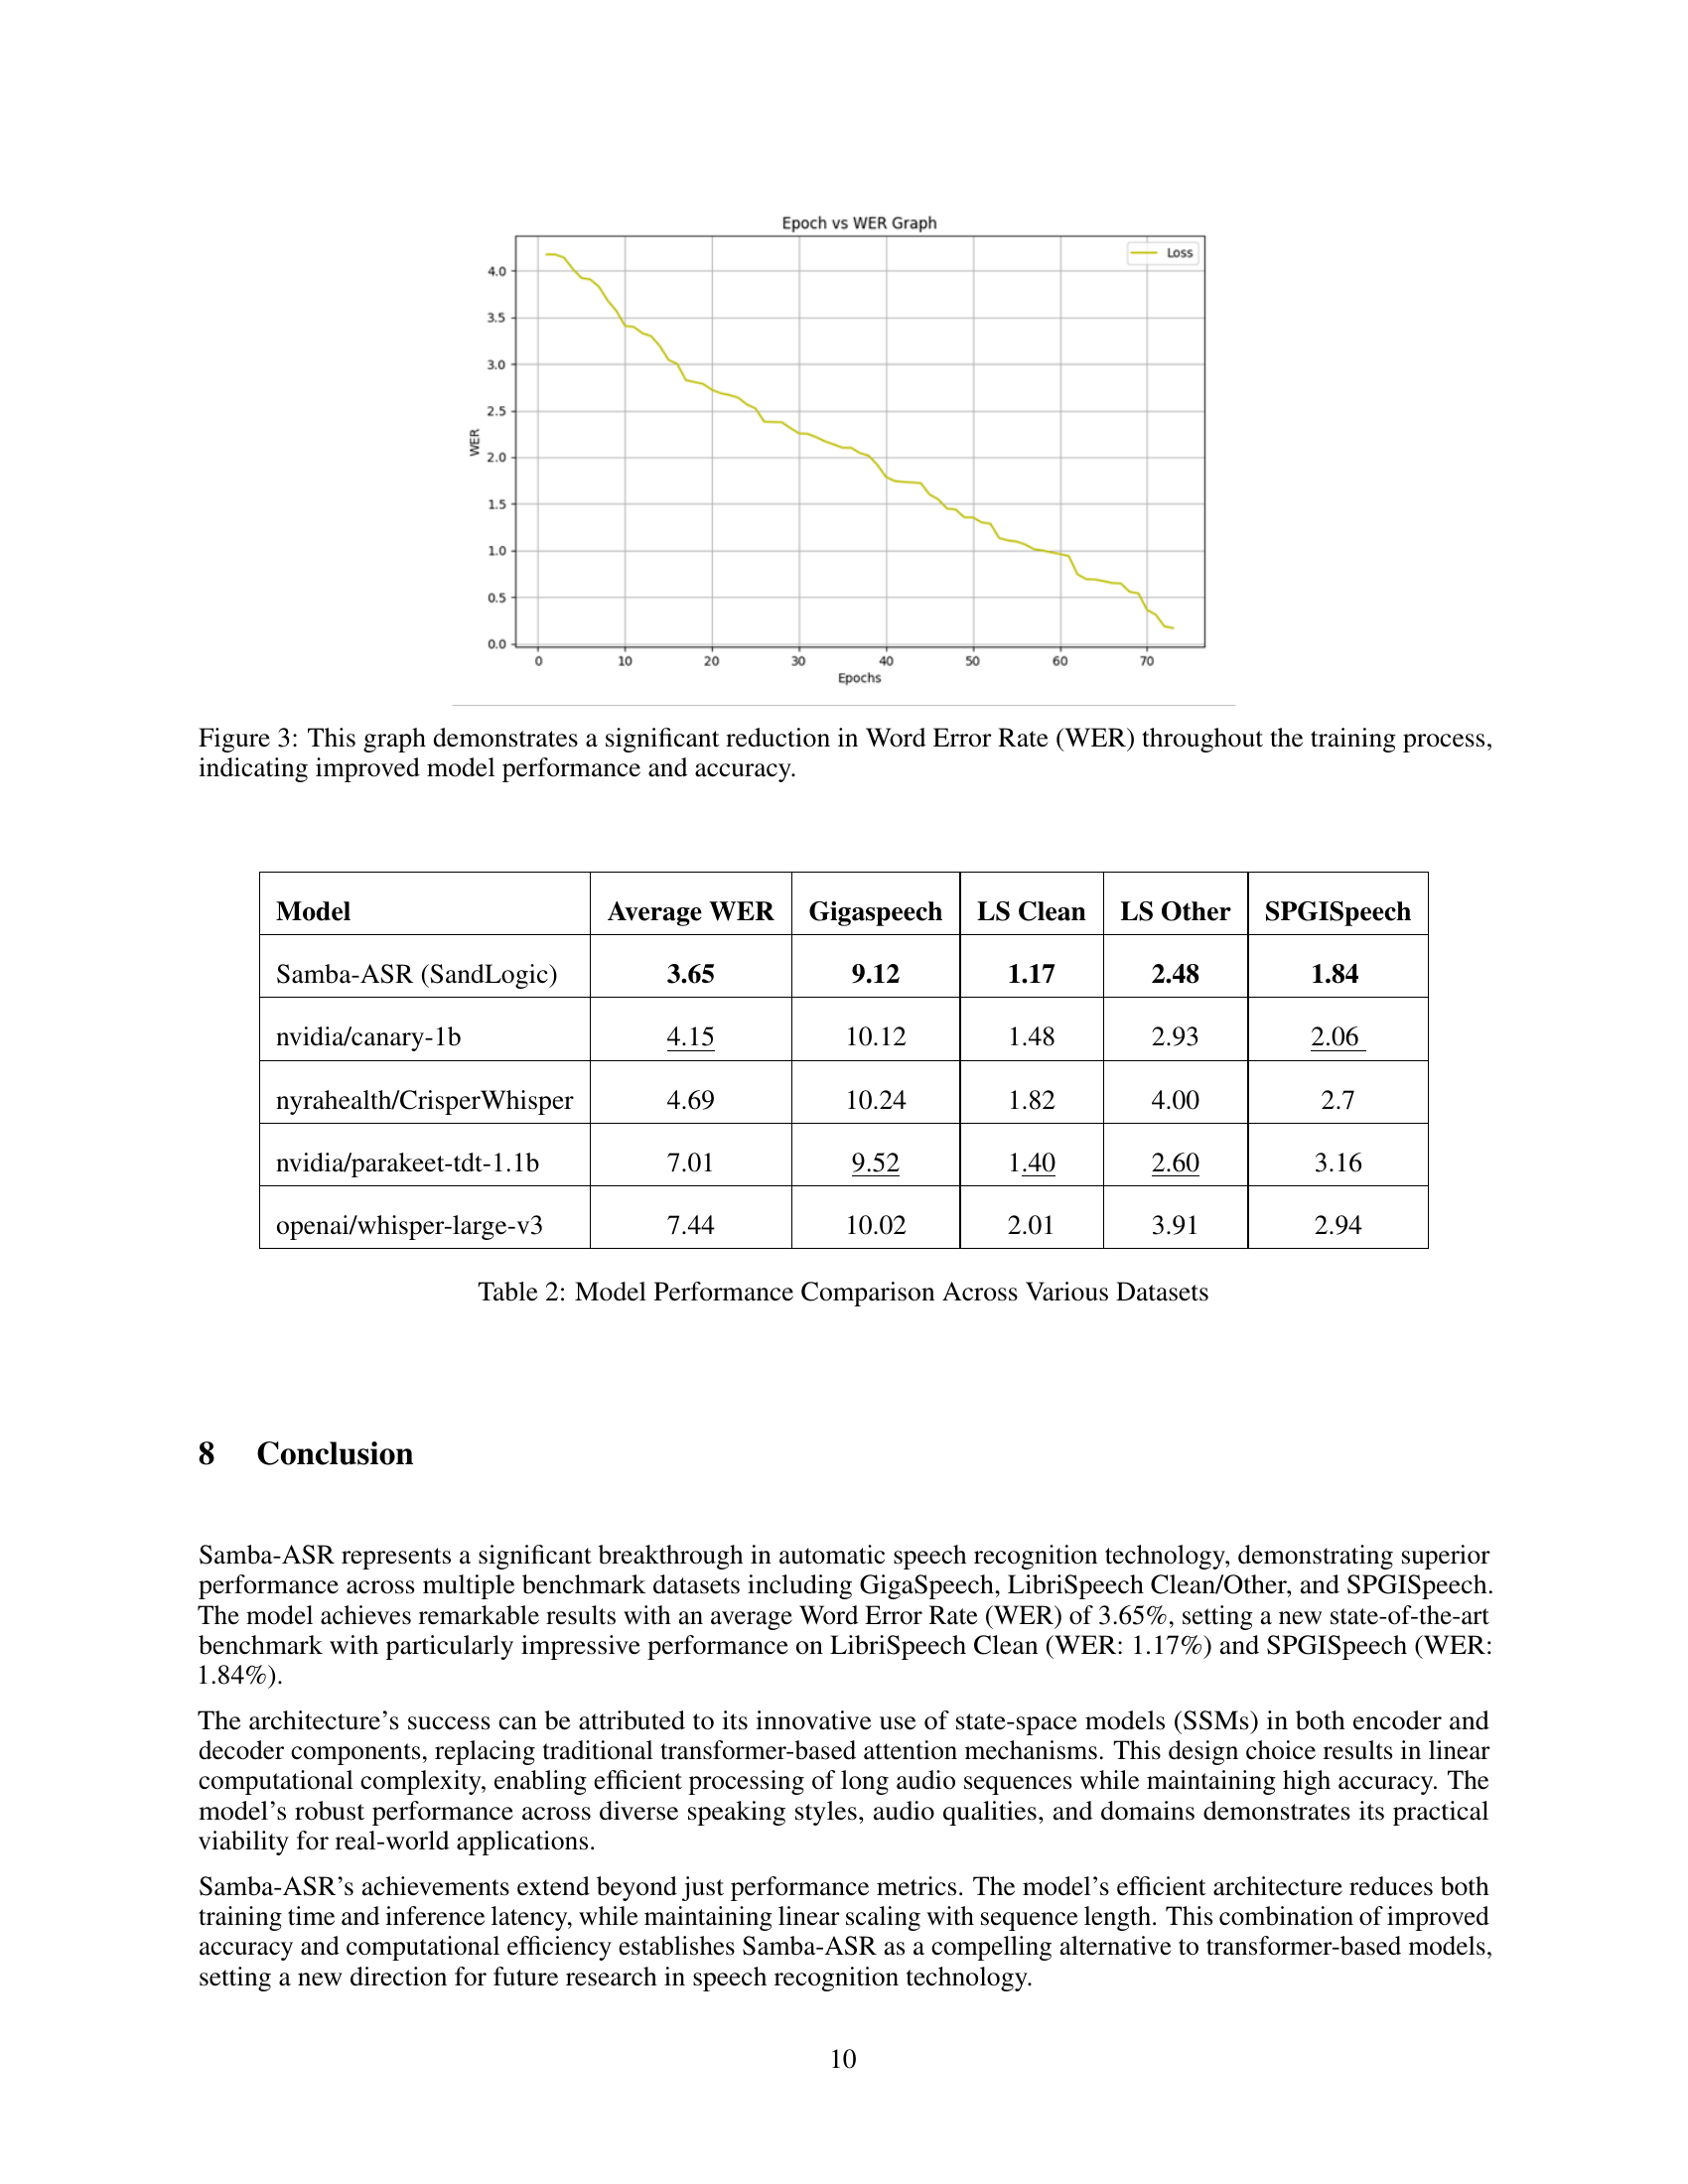 Epoch vs WER Graph
Loss
4.0
3.5
3.0
2.5
2.0
1.5
1.0
0.5
0.0
WER
0 10 20 30 40 50 60 70
Epochs
Figure 3: This graph demonstrates a significant reduction in Word Error Rate (WER) throughout the training process,
indicating improved model performance and accuracy.
Model Average WER Gigaspeech LS Clean LS Other SPGISpeech
Samba-ASR (SandLogic) 3.65 9.12 1.17 2.48 1.84
nvidia/canary-1b 4.15 10.12 1.48 2.93 2.06
nyrahealth/CrisperWhisper 4.69 10.24 1.82 4.00 2.7
nvidia/parakeet-tdt-1.1b 7.01 9.52 1.40 2.60 3.16
openai/whisper-large-v3 7.44 10.02 2.01 3.91 2.94
Table 2: Model Performance Comparison Across Various Datasets
8 Conclusion
Samba-ASR represents a significant breakthrough in automatic speech recognition technology, demonstrating superior
performance across multiple benchmark datasets including GigaSpeech, LibriSpeech Clean/Other, and SPGISpeech.
The model achieves remarkable results with an average Word Error Rate (WER) of 3.65%, setting a new state-of-the-art
benchmark with particularly impressive performance on LibriSpeech Clean (WER: 1.17%) and SPGISpeech (WER:
1.84%).
The architecture's success can be attributed to its innovative use of state-space models (SSMs) in both encoder and
decoder components, replacing traditional transformer-based attention mechanisms. This design choice results in linear
computational complexity, enabling efficient processing of long audio sequences while maintaining high accuracy. The
model's robust performance across diverse speaking styles, audio qualities, and domains demonstrates its practical
viability for real-world applications.
Samba-ASR's achievements extend beyond just performance metrics. The model's efficient architecture reduces both
training time and inference latency, while maintaining linear scaling with sequence length. This combination of improved
accuracy and computational efficiency establishes Samba-ASR as a compelling alternative to transformer-based models,
setting a new direction for future research in speech recognition technology.
10